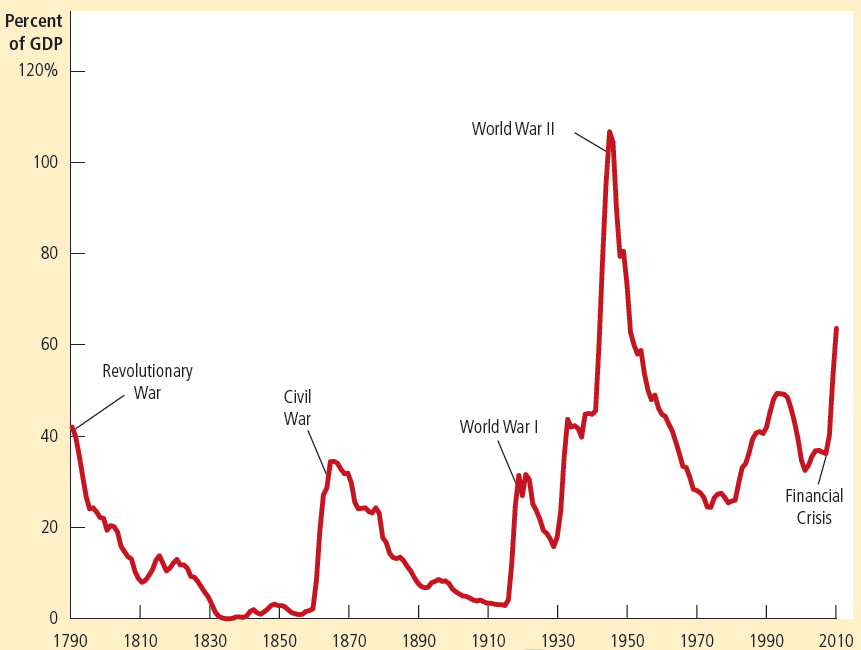 Percent
of GDP
120%
100
80
60
40
20
0
Revolutionary
War
Civil
War
World War I
World War II
Financial
Crisis
1790 1810 1830 1850 1870 1890 1910 1930 1950 1970 1990 2010